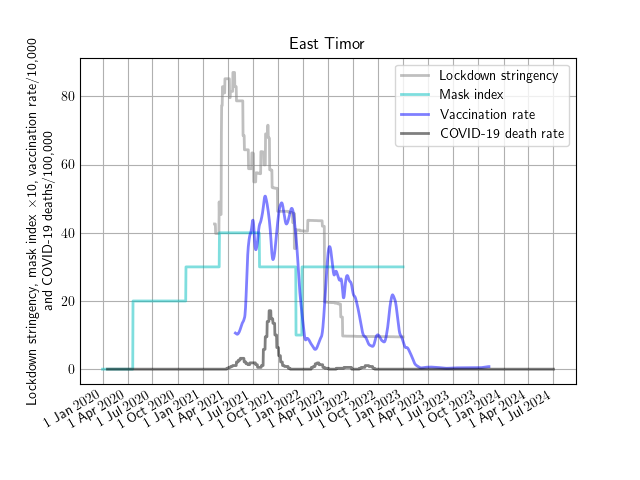 East Timor
Lockdown stringency, mask index ×10, vaccination rate/10,000
and COVID-19 deaths/100,000
Lockdown stringency
Mask index
Vaccination rate
COVID-19 death rate
80
60
40
20
0
1 Jan 2020
1 Apr 2020
1 Jul 2020
1 Oct 2020
1 Jan 2021
1 Apr 2021
1 Jul 2021
1 Oct 2021
1 Jan 2022
1 Apr 2022
1 Jul 2022
1 Oct 2022
1 Jan 2023
1 Apr 2023
1 Jul 2023
1 Oct 2023
1 Jan 2024
1 Apr 2024
1 Jul 2024